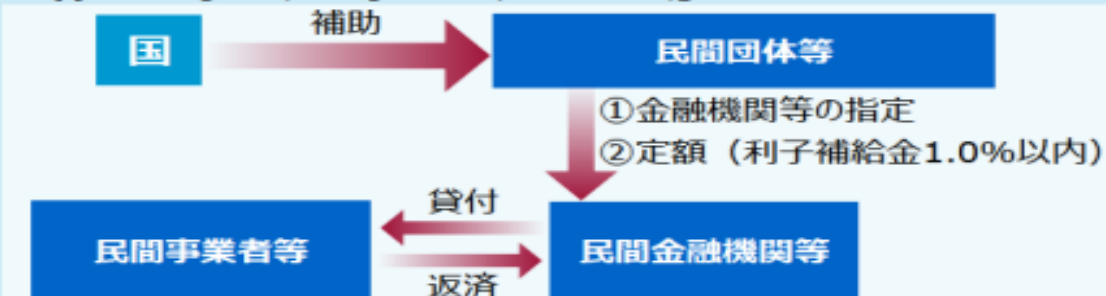 補助
国
民間団体等
①金融機関等の指定
②定額（利子補給金1.0%以内）
貸付
民間事業者等
民間金融機関等
返済